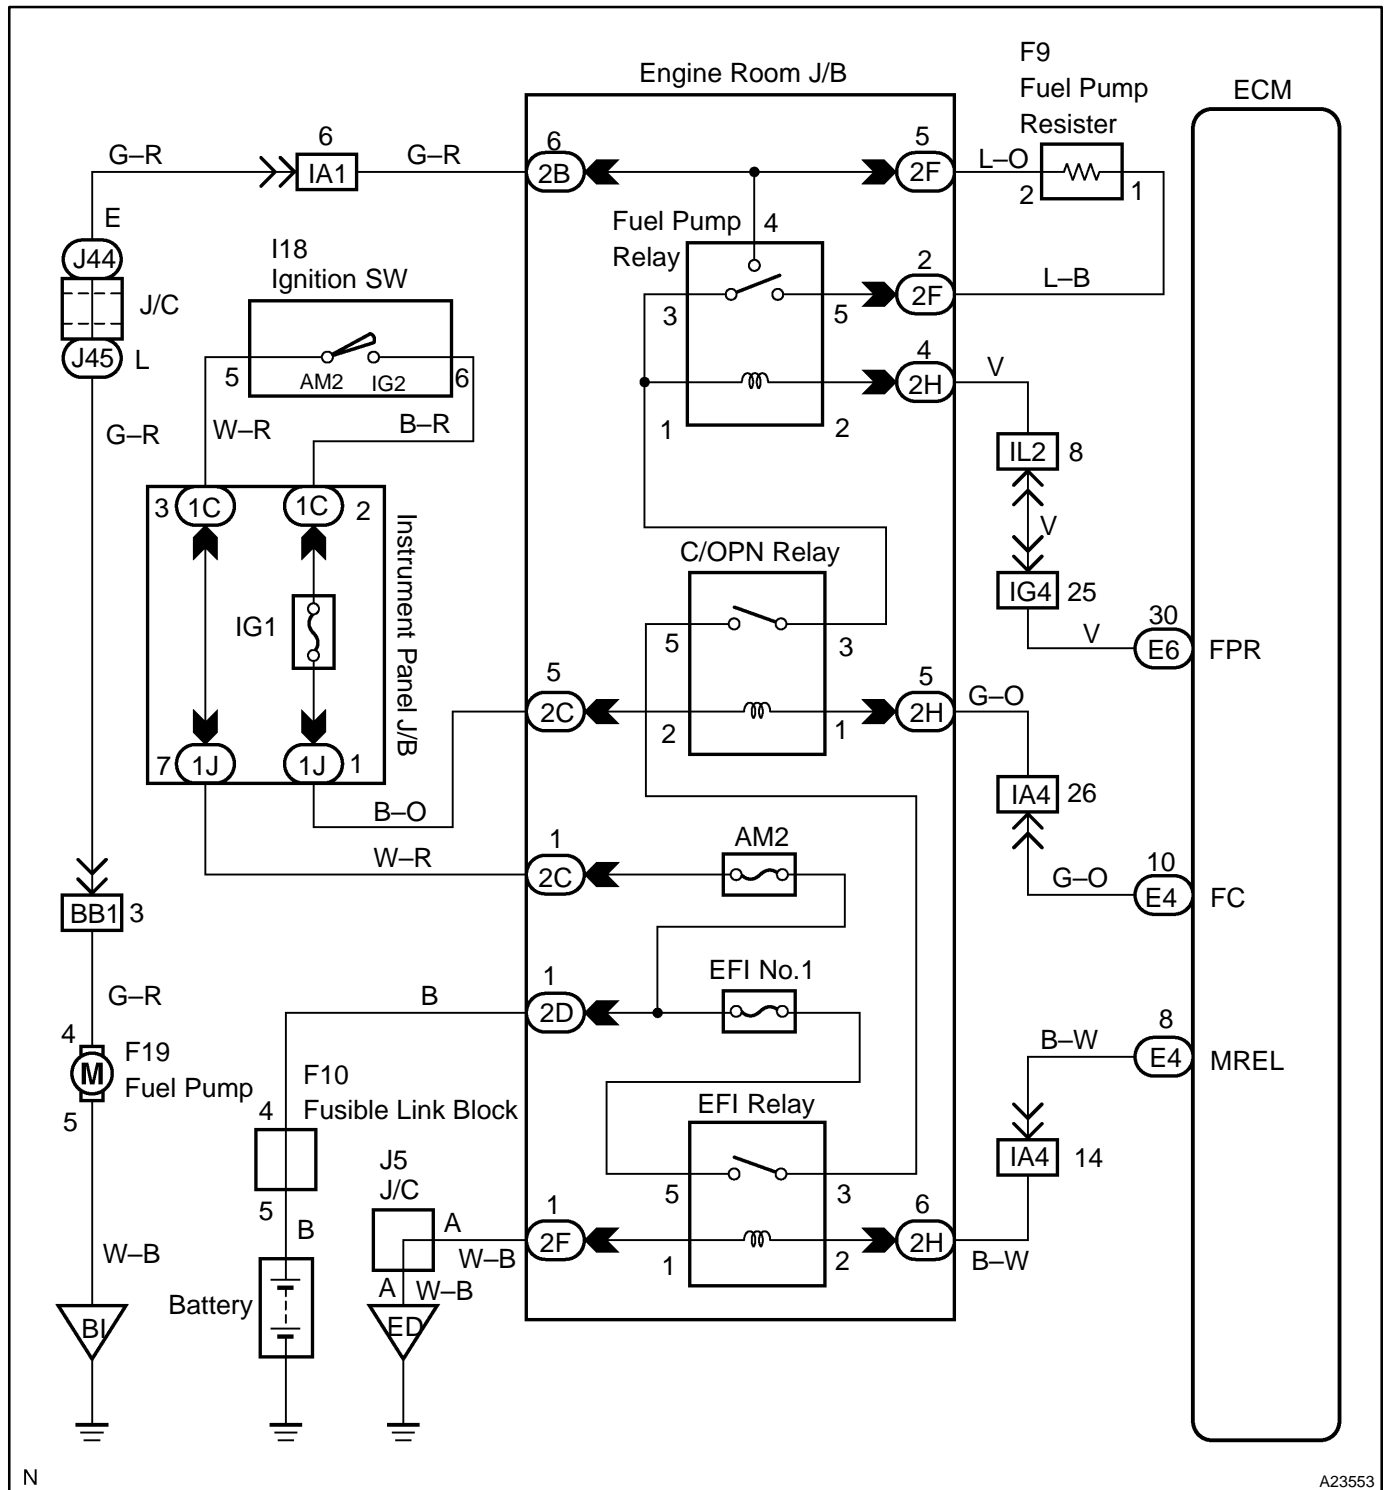 Engine Room J/B
F9
Fuel Pump
Resister
ECM
6
IA1
G–R
G–R
6
2B
5
2F
L–O
2
1
E
J44
J/C
J45
L
I18
Ignition SW
5
AM2
IG2
6
Fuel Pump
Relay
4
3
5
2
2F
L–B
1
2
4
2H
V
G–R
W–R
B–R
IL2
8
V
IG4
25
V
30
E6
FPR
3
1C
1C
2
Instrument Panel J/B
IG1
7
1J
1J
1
C/OPN Relay
5
3
2
1
5
2C
5
2H
G–O
IA4
26
G–O
10
E4
FC
B–O
W–R
1
2C
AM2
BB1
3
G–R
B
1
2D
EFI No.1
8
E4
MREL
B–W
4
M
5
F19
Fuel Pump
F10
Fusible Link Block
4
5
B
EFI Relay
5
3
1
2
IA4
14
J5
J/C
A
W–B
A
W–B
1
2F
6
2H
B–W
W–B
BI
Battery
ED
N
A23553